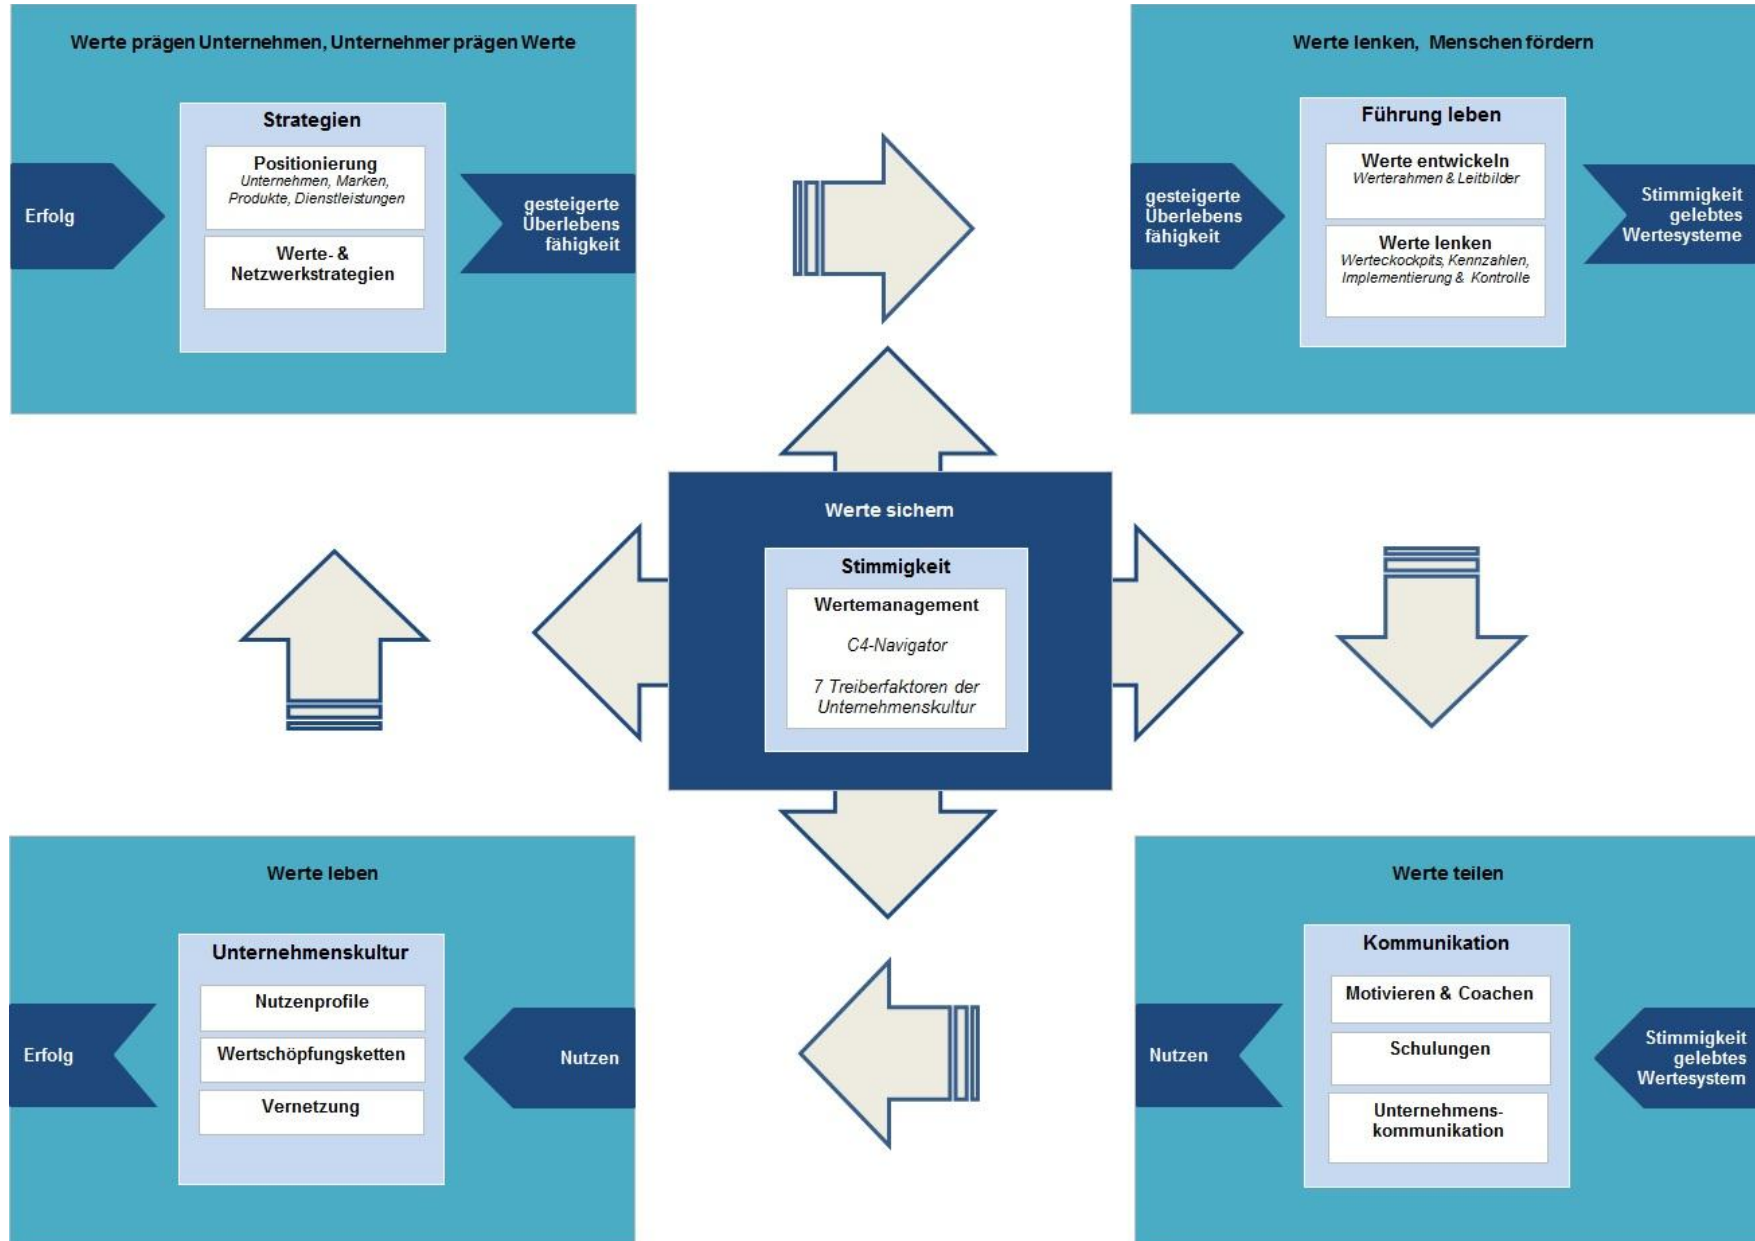 Werte prägen Unternehmen, Unternehmer prägen Werte
Strategien
Positionierung
Unternehmen, Marken,
Produkte, Dienstleistungen
Werte- &
Netzwerkstrategien
Erfolg
gesteigerte
Überlebens
fähigkeit
Werte lenken, Menschen fördern
Führung leben
Werte entwickeln
Werterahmen & Leitbilder
Werte lenken
Werteckockpits, Kennzahlen,
Implementierung & Kontrolle
gesteigerte
Überlebens
fähigkeit
Stimmigkeit
gelebtes
Wertesysteme
Werte sichern
Stimmigkeit
Wertemanagement
C4-Navigator
7 Treiberfaktoren der
Unternehmenskultur
Werte leben
Unternehmenskultur
Nutzenprofile
Wertschöpfungsketten
Vernetzung
Erfolg
Nutzen
Werte teilen
Kommunikation
Motivieren & Coachen
Schulungen
Unternehmens-
kommunikation
Nutzen
Stimmigkeit
gelebtes
Wertesystem